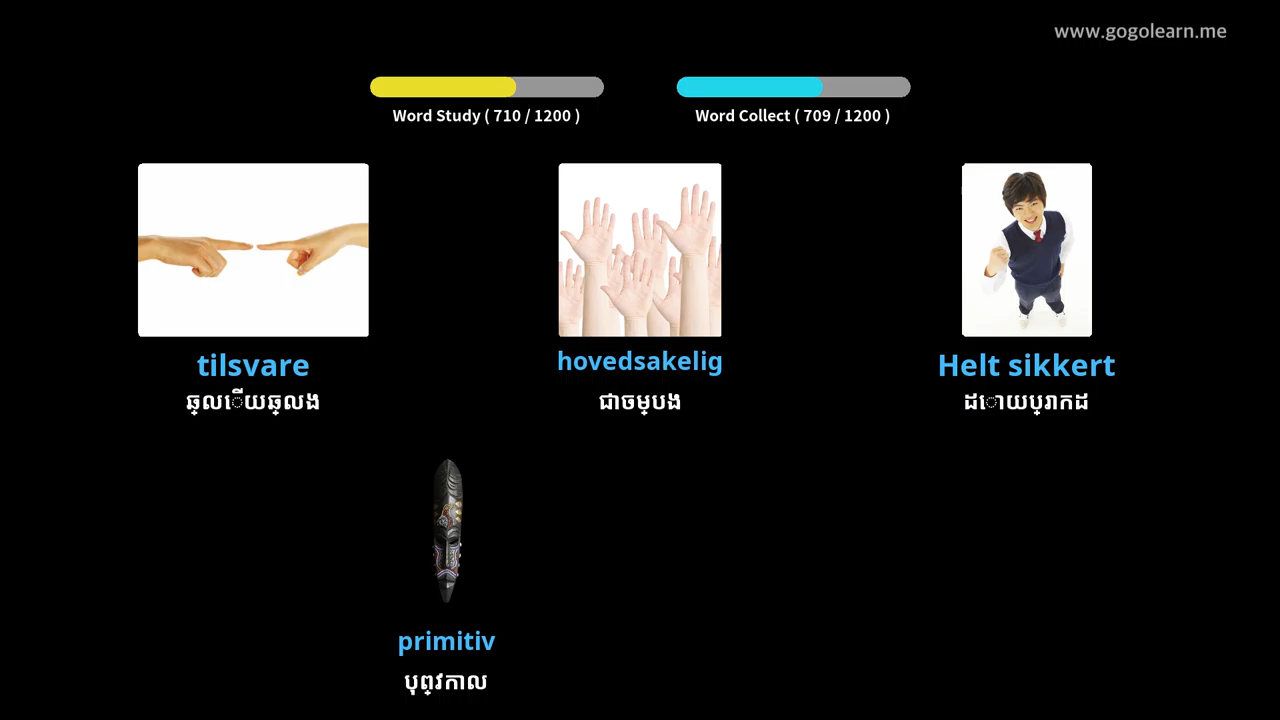 www.gogolearn.me
Word Study ( 710 / 1200 )
Word Collect ( 709 / 1200 )
tilsvare
hovedsakelig
Helt sikkert
ឆ្លើយឆ្លង
ជាចម្បង
ដោយប្រាកដ
primitiv
បុព្វកាល